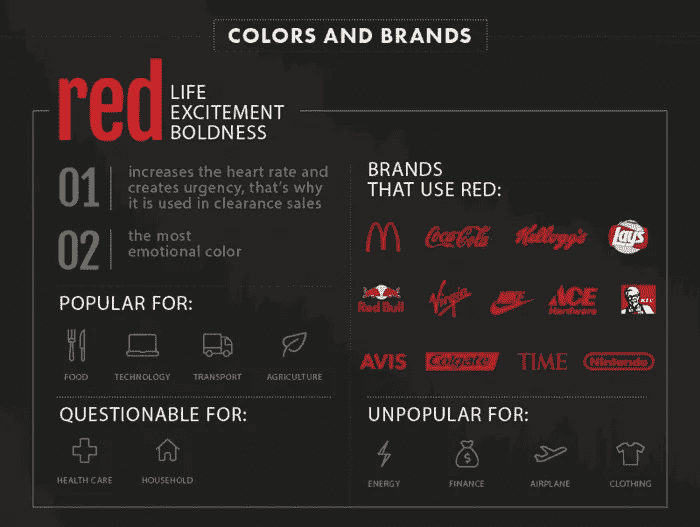 COLORS AND BRANDS
red
LIFE
EXCITEMENT
BOLDNESS
01
increases the heart rate and
creates urgency, that's why
it is used in clearance sales
02
the most
emotional color
POPULAR FOR:
FOOD
TECHNOLOGY
TRANSPORT
AGRICULTURE
QUESTIONABLE FOR:
HEALTH CARE
HOUSEHOLD
BRANDS
THAT USE RED:
Coca-Cola
Kellogg's
Lay's
Red Bull
Virgin
NIKE
ACE
Hardware
KFC
AVIS
Colgate
TIME
Nintendo
UNPOPULAR FOR:
ENERGY
$
FINANCE
AIRPLANE
CLOTHING